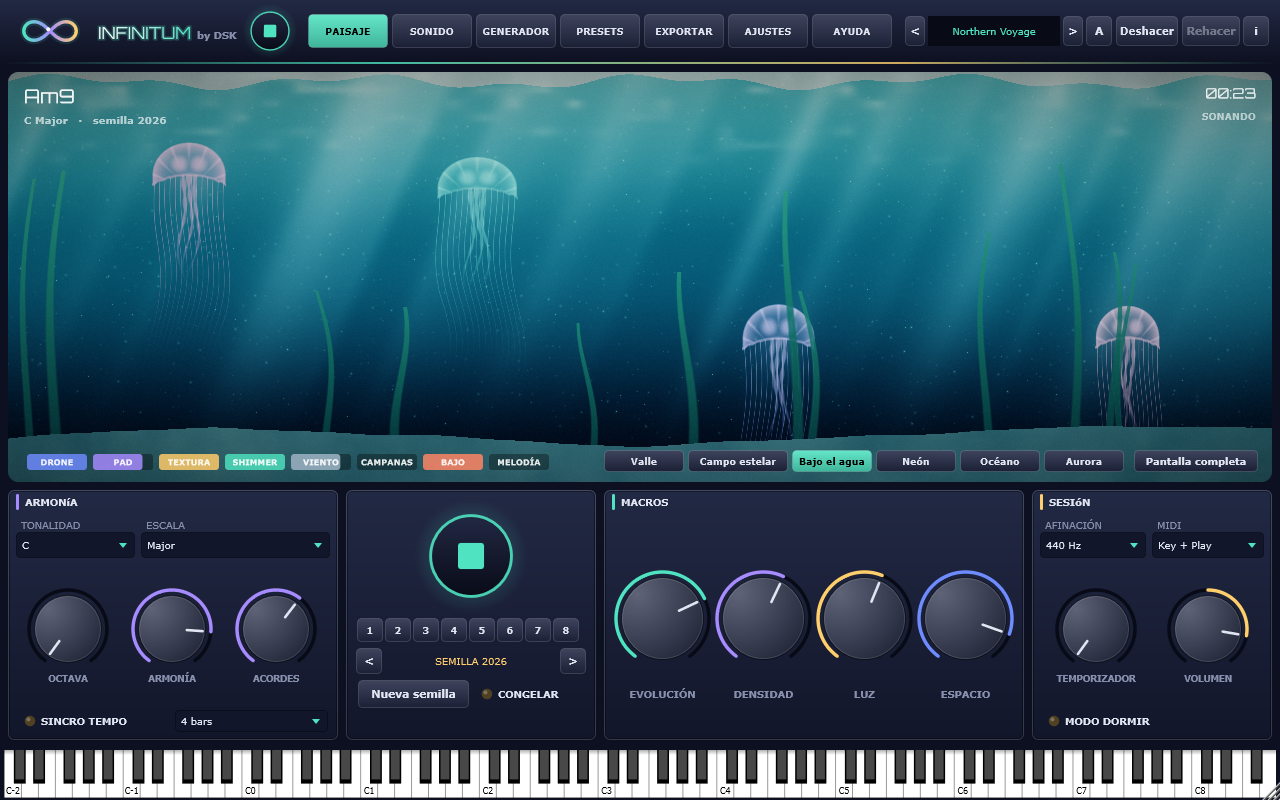 INFINITUM by DSK
PAISAJE
SONIDO
GENERADOR
PRESETS
EXPORTAR
AJUSTES
AYUDA
<
Northern Voyage
>
A
Deshacer
Rehacer
i
Am9
C Major · semilla 2026
00:23
SONANDO
DRONE
PAD
TEXTURA
SHIMMER
VIENTO
CAMPANAS
BAJO
MELODÍA
Valle
Campo estelar
Bajo el agua
Neón
Océano
Aurora
Pantalla completa
ARMONíA
TONALIDAD
ESCALA
C
Major
OCTAVA
ARMONÍA
ACORDES
SINCRO TEMPO
4 bars
1 2 3 4 5 6 7 8
< SEMILLA 2026 >
Nueva semilla
CONGELAR
MACROS
EVOLUCIÓN
DENSIDAD
LUZ
ESPACIO
SESIóN
AFINACIÓN
MIDI
440 Hz
Key + Play
TEMPORIZADOR
VOLUMEN
MODO DORMIR
C-2 C-1 C0 C1 C2 C3 C4 C5 C6 C7 C8